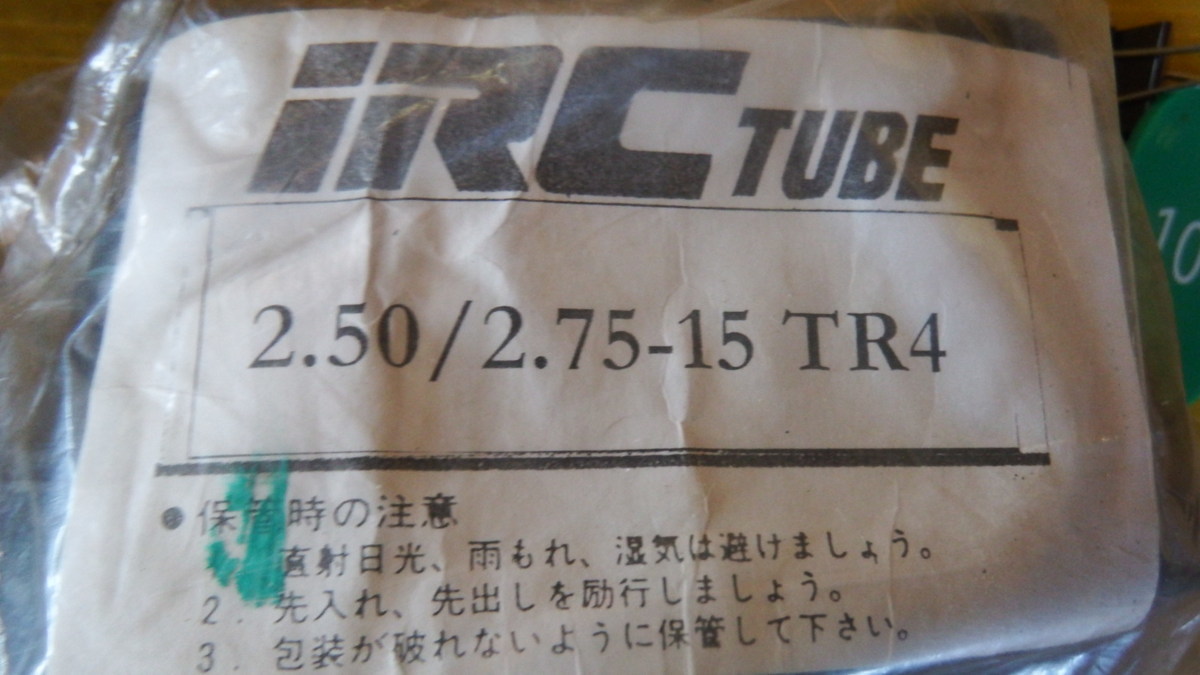 iRC TUBE
2.50/2.75-15 TR4
●保管時の注意
直射日光、雨もれ、湿気は避けましょう。
2. 先入れ、先出しを励行しましょう。
3. 包装が破れないように保管して下さい。
10